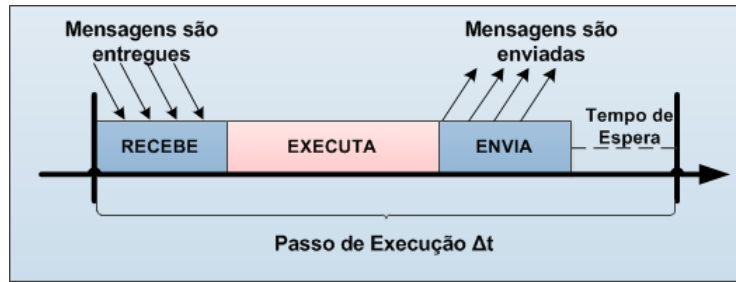 Mensagens são
entregues
Mensagens são
enviadas
RECEBE
EXECUTA
ENVIA
Tempo de
Espera
Passo de Execução Δt